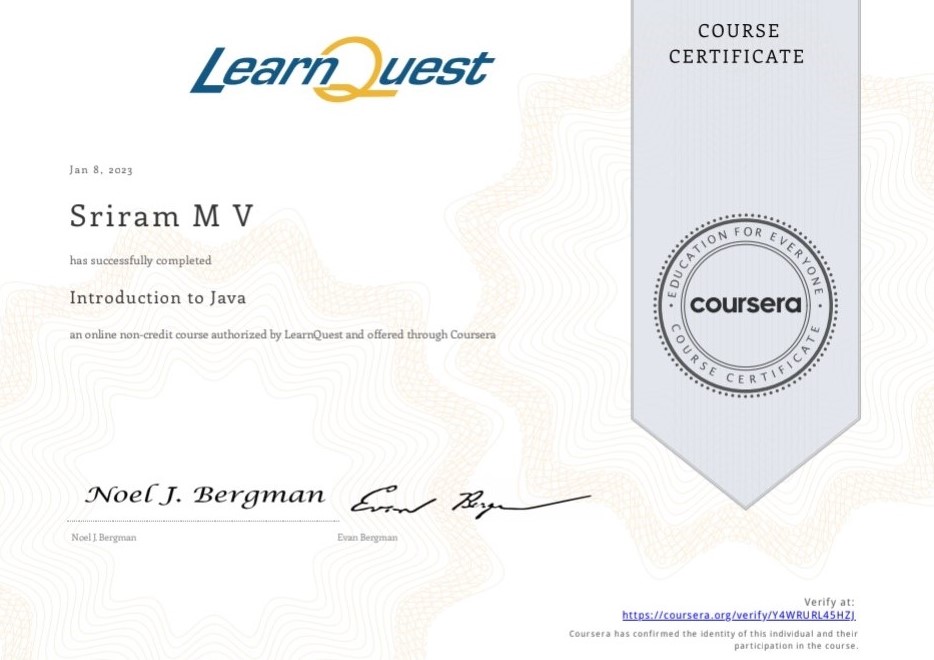 LearnQuest
COURSE
CERTIFICATE
Jan 8, 2023
Sriram M V
has successfully completed
Introduction to Java
an online non-credit course authorized by LearnQuest and offered through Coursera
EDUCATION FOR EVERYONE
coursera
COURSE CERTIFICATE
Noel J. Bergman
Evan Berg
Noel J. Bergman
Evan Bergman
Verify at:
https://coursera.org/verify/Y4WRURL45HZJ
Coursera has confirmed the identity of this individual and their
participation in the course.